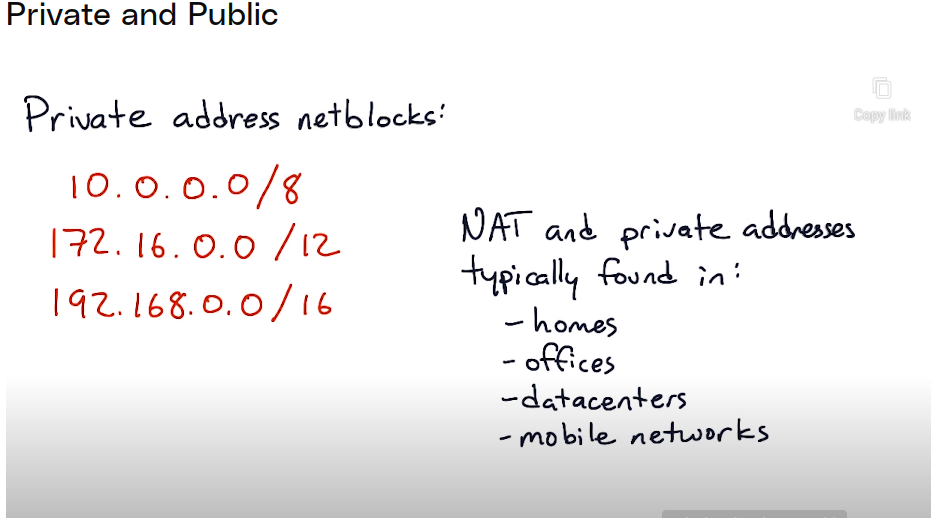 Private and Public
Copy link
Private address netblocks:
10.0.0.0/8
172.16.0.0/12
192.168.0.0/16
NAT and private addresses
typically found in:
- homes
- offices
- datacenters
- mobile networks